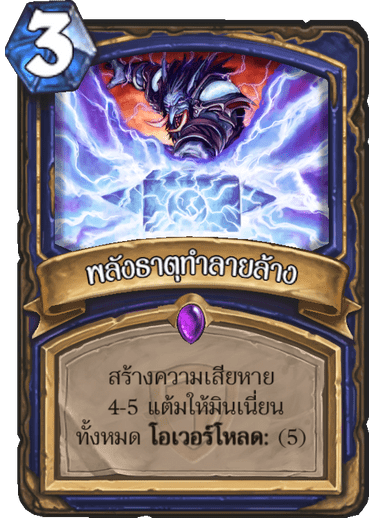 3
พลังธาตุทำลายล้าง
สร้างความเสียหาย
4-5 แต้มให้มินเนี่ยน
ทั้งหมด โอเวอร์โหลด: (5)